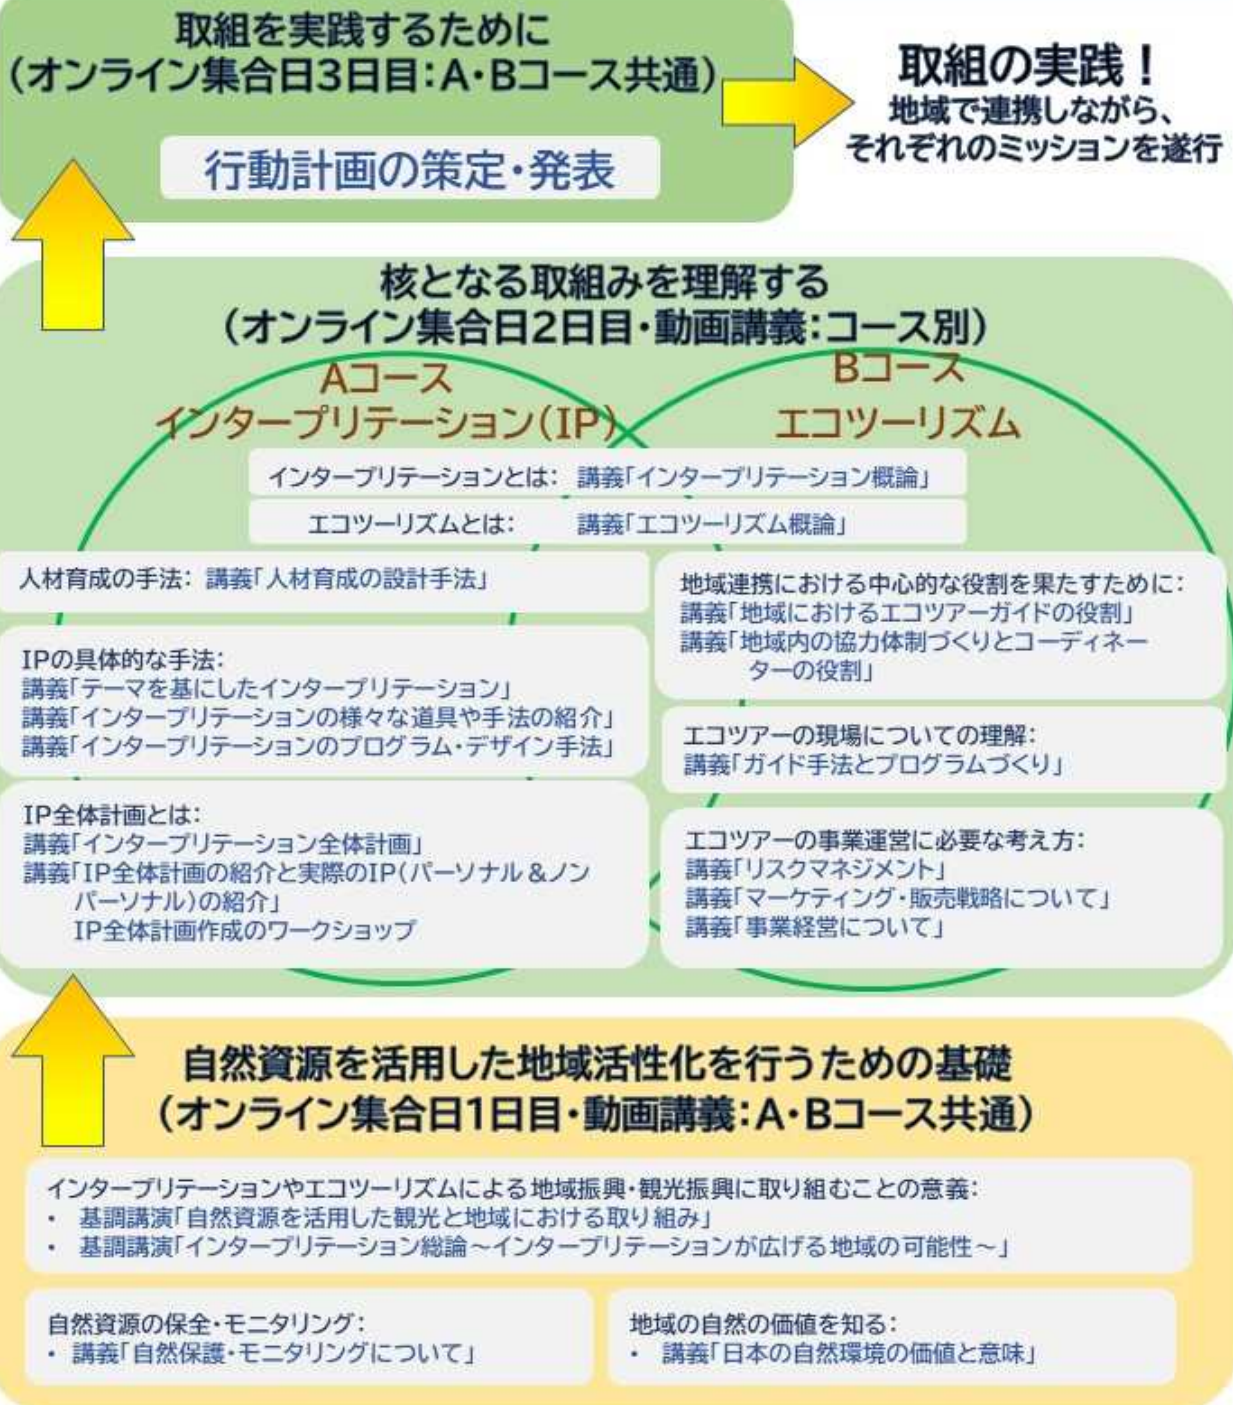 取組を実践するために
（オンライン集合日3日目：A・Bコース共通）
行動計画の策定・発表
取組の実践！
地域で連携しながら、
それぞれのミッションを遂行
核となる取組みを理解する
（オンライン集合日2日目・動画講義：コース別）
Aコース
インタープリテーション（IP）
Bコース
エコツーリズム
インタープリテーションとは： 講義「インタープリテーション概論」
エコツーリズムとは： 講義「エコツーリズム概論」
人材育成の手法： 講義「人材育成の設計手法」
IPの具体的な手法：
講義「テーマを基にしたインタープリテーション」
講義「インタープリテーションの様々な道具や手法の紹介」
講義「インタープリテーションのプログラム・デザイン手法」
IP全体計画とは：
講義「インタープリテーション全体計画」
講義「IP全体計画の紹介と実際のIP（パーソナル＆ノン
パーソナル）の紹介」
IP全体計画作成のワークショップ
地域連携における中心的な役割を果たすために：
講義「地域におけるエコツアーガイドの役割」
講義「地域内の協力体制づくりとコーディネー
ターの役割」
エコツアーの現場についての理解：
講義「ガイド手法とプログラムづくり」
エコツアーの事業運営に必要な考え方：
講義「リスクマネジメント」
講義「マーケティング・販売戦略について」
講義「事業経営について」
自然資源を活用した地域活性化を行うための基礎
（オンライン集合日1日目・動画講義：A・Bコース共通）
インタープリテーションやエコツーリズムによる地域振興・観光振興に取り組むことの意義：
• 基調講演「自然資源を活用した観光と地域における取り組み」
• 基調講演「インタープリテーション総論～インタープリテーションが広げる地域の可能性～」
自然資源の保全・モニタリング：
• 講義「自然保護・モニタリングについて」
地域の自然の価値を知る：
• 講義「日本の自然環境の価値と意味」